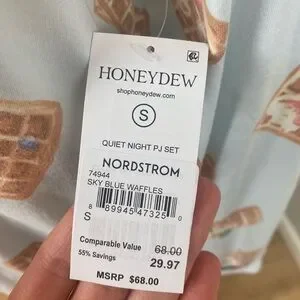 HONEYDEW
shophoneydew.com
S
QUIET NIGHT PJ SET
NORDSTROM
74944
SKY BLUE WAFFLES
8 89945 47325 0
S
Comparable Value 68.00
55% Savings 29.97
MSRP $68.00